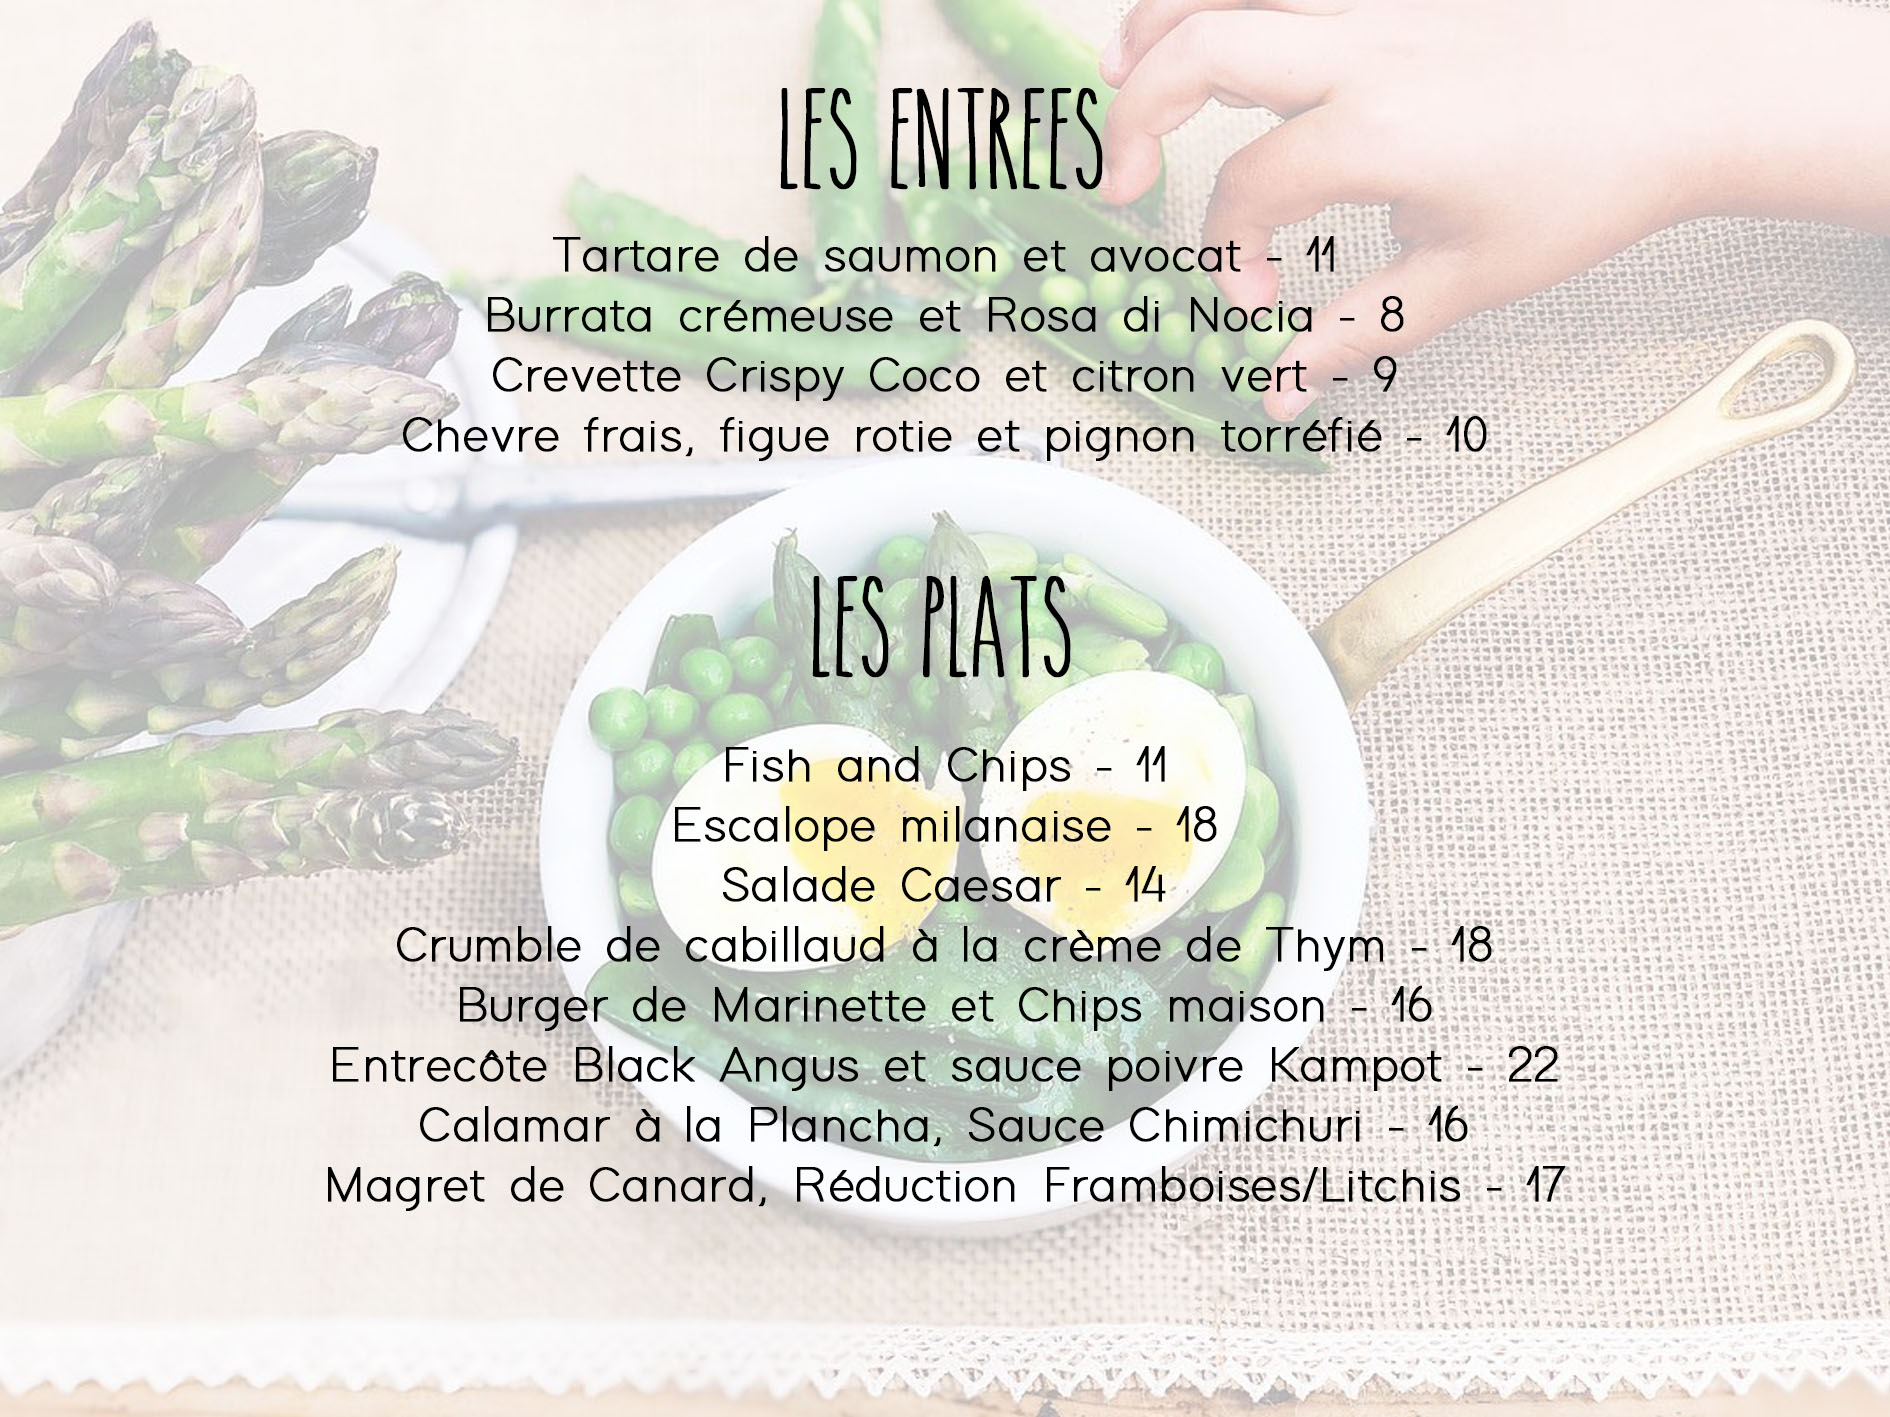 LES ENTREES
Tartare de saumon et avocat - 11
Burrata crémeuse et Rosa di Nocia - 8
Crevette Crispy Coco et citron vert - 9
Chevre frais, figue rotie et pignon torréfié - 10
LES PLATS
Fish and Chips - 11
Escalope milanaise - 18
Salade Caesar - 14
Crumble de cabillaud à la crème de Thym - 18
Burger de Marinette et Chips maison - 16
Entrecôte Black Angus et sauce poivre Kampot - 22
Calamar à la Plancha, Sauce Chimichuri - 16
Magret de Canard, Réduction Framboises/Litchis - 17